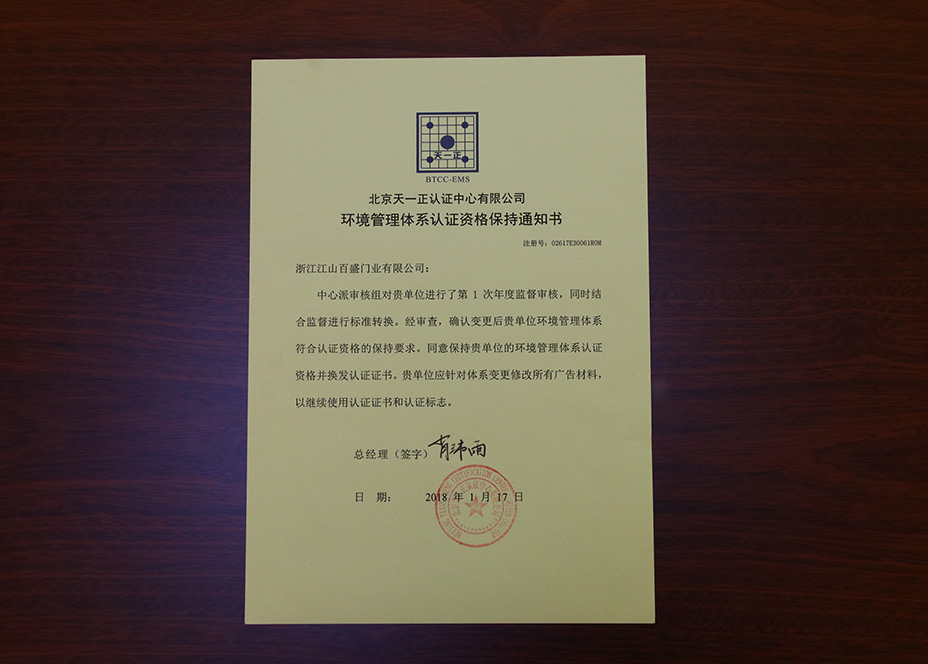 天一正
BTCC-EMS
北京天一正认证中心有限公司
环境管理体系认证资格保持通知书
注册号：02617E30061R0M
浙江江山百盛门业有限公司：
中心派审核组对贵单位进行了第 1 次年度监督审核，同时结
合监督进行标准转换。经审查，确认变更后贵单位环境管理体系
符合认证资格的保持要求。同意保持贵单位的环境管理体系认证
资格并换发认证证书。贵单位应针对体系变更修改所有广告材料，
以继续使用认证证书和认证标志。
总经理（签字）
日 期： 2018 年 1 月 17 日